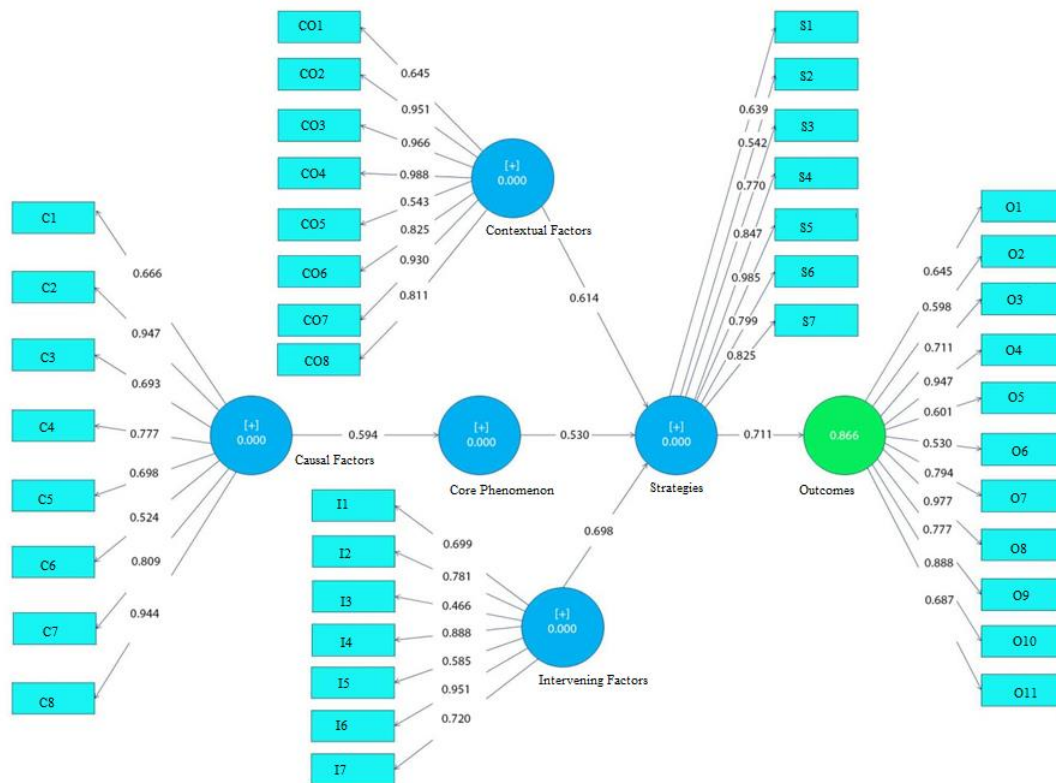 CO1
CO2
CO3
CO4
CO5
CO6
CO7
CO8
0.645
0.951
0.966
0.988
0.543
0.825
0.930
0.811
[+]
0.000
Contextual Factors
0.614
S1
S2
S3
S4
S5
S6
S7
0.639
0.542
0.770
0.847
0.985
0.799
0.825
C1
C2
C3
C4
C5
C6
C7
C8
0.666
0.947
0.693
0.777
0.698
0.524
0.809
0.944
[+]
0.000
Causal Factors
0.594
[+]
0.000
Core Phenomenon
0.530
[+]
0.000
Strategies
0.711
0.866
Outcomes
I1
I2
I3
I4
I5
I6
I7
0.699
0.781
0.466
0.888
0.585
0.951
0.720
[+]
0.000
Intervening Factors
0.698
O1
O2
O3
O4
O5
O6
O7
O8
O9
O10
O11
0.645
0.598
0.711
0.947
0.601
0.530
0.794
0.977
0.777
0.888
0.687